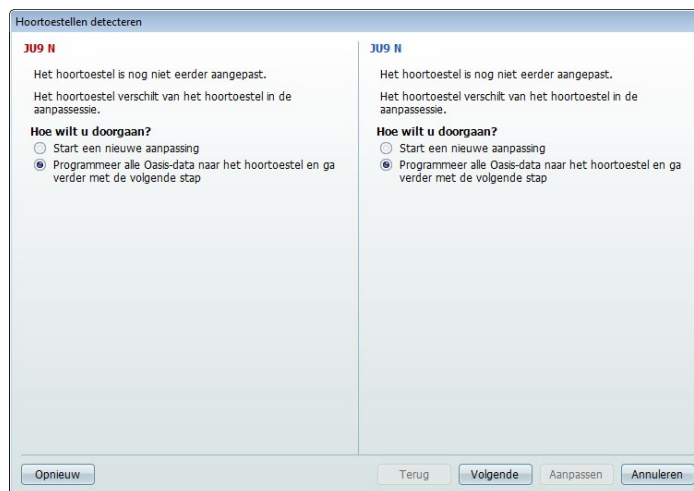 Hoortoestellen detecteren
JU9 N
Het hoortoestel is nog niet eerder aangepast.
Het hoortoestel verschilt van het hoortoestel in de
aanpassessie.
Hoe wilt u doorgaan?
Start een nieuwe aanpassing
Programmeer alle Oasis-data naar het hoortoestel en ga
verder met de volgende stap
JU9 N
Het hoortoestel is nog niet eerder aangepast.
Het hoortoestel verschilt van het hoortoestel in de
aanpassessie.
Hoe wilt u doorgaan?
Start een nieuwe aanpassing
Programmeer alle Oasis-data naar het hoortoestel en ga
verder met de volgende stap
Opnieuw
Terug
Volgende
Aanpassen
Annuleren